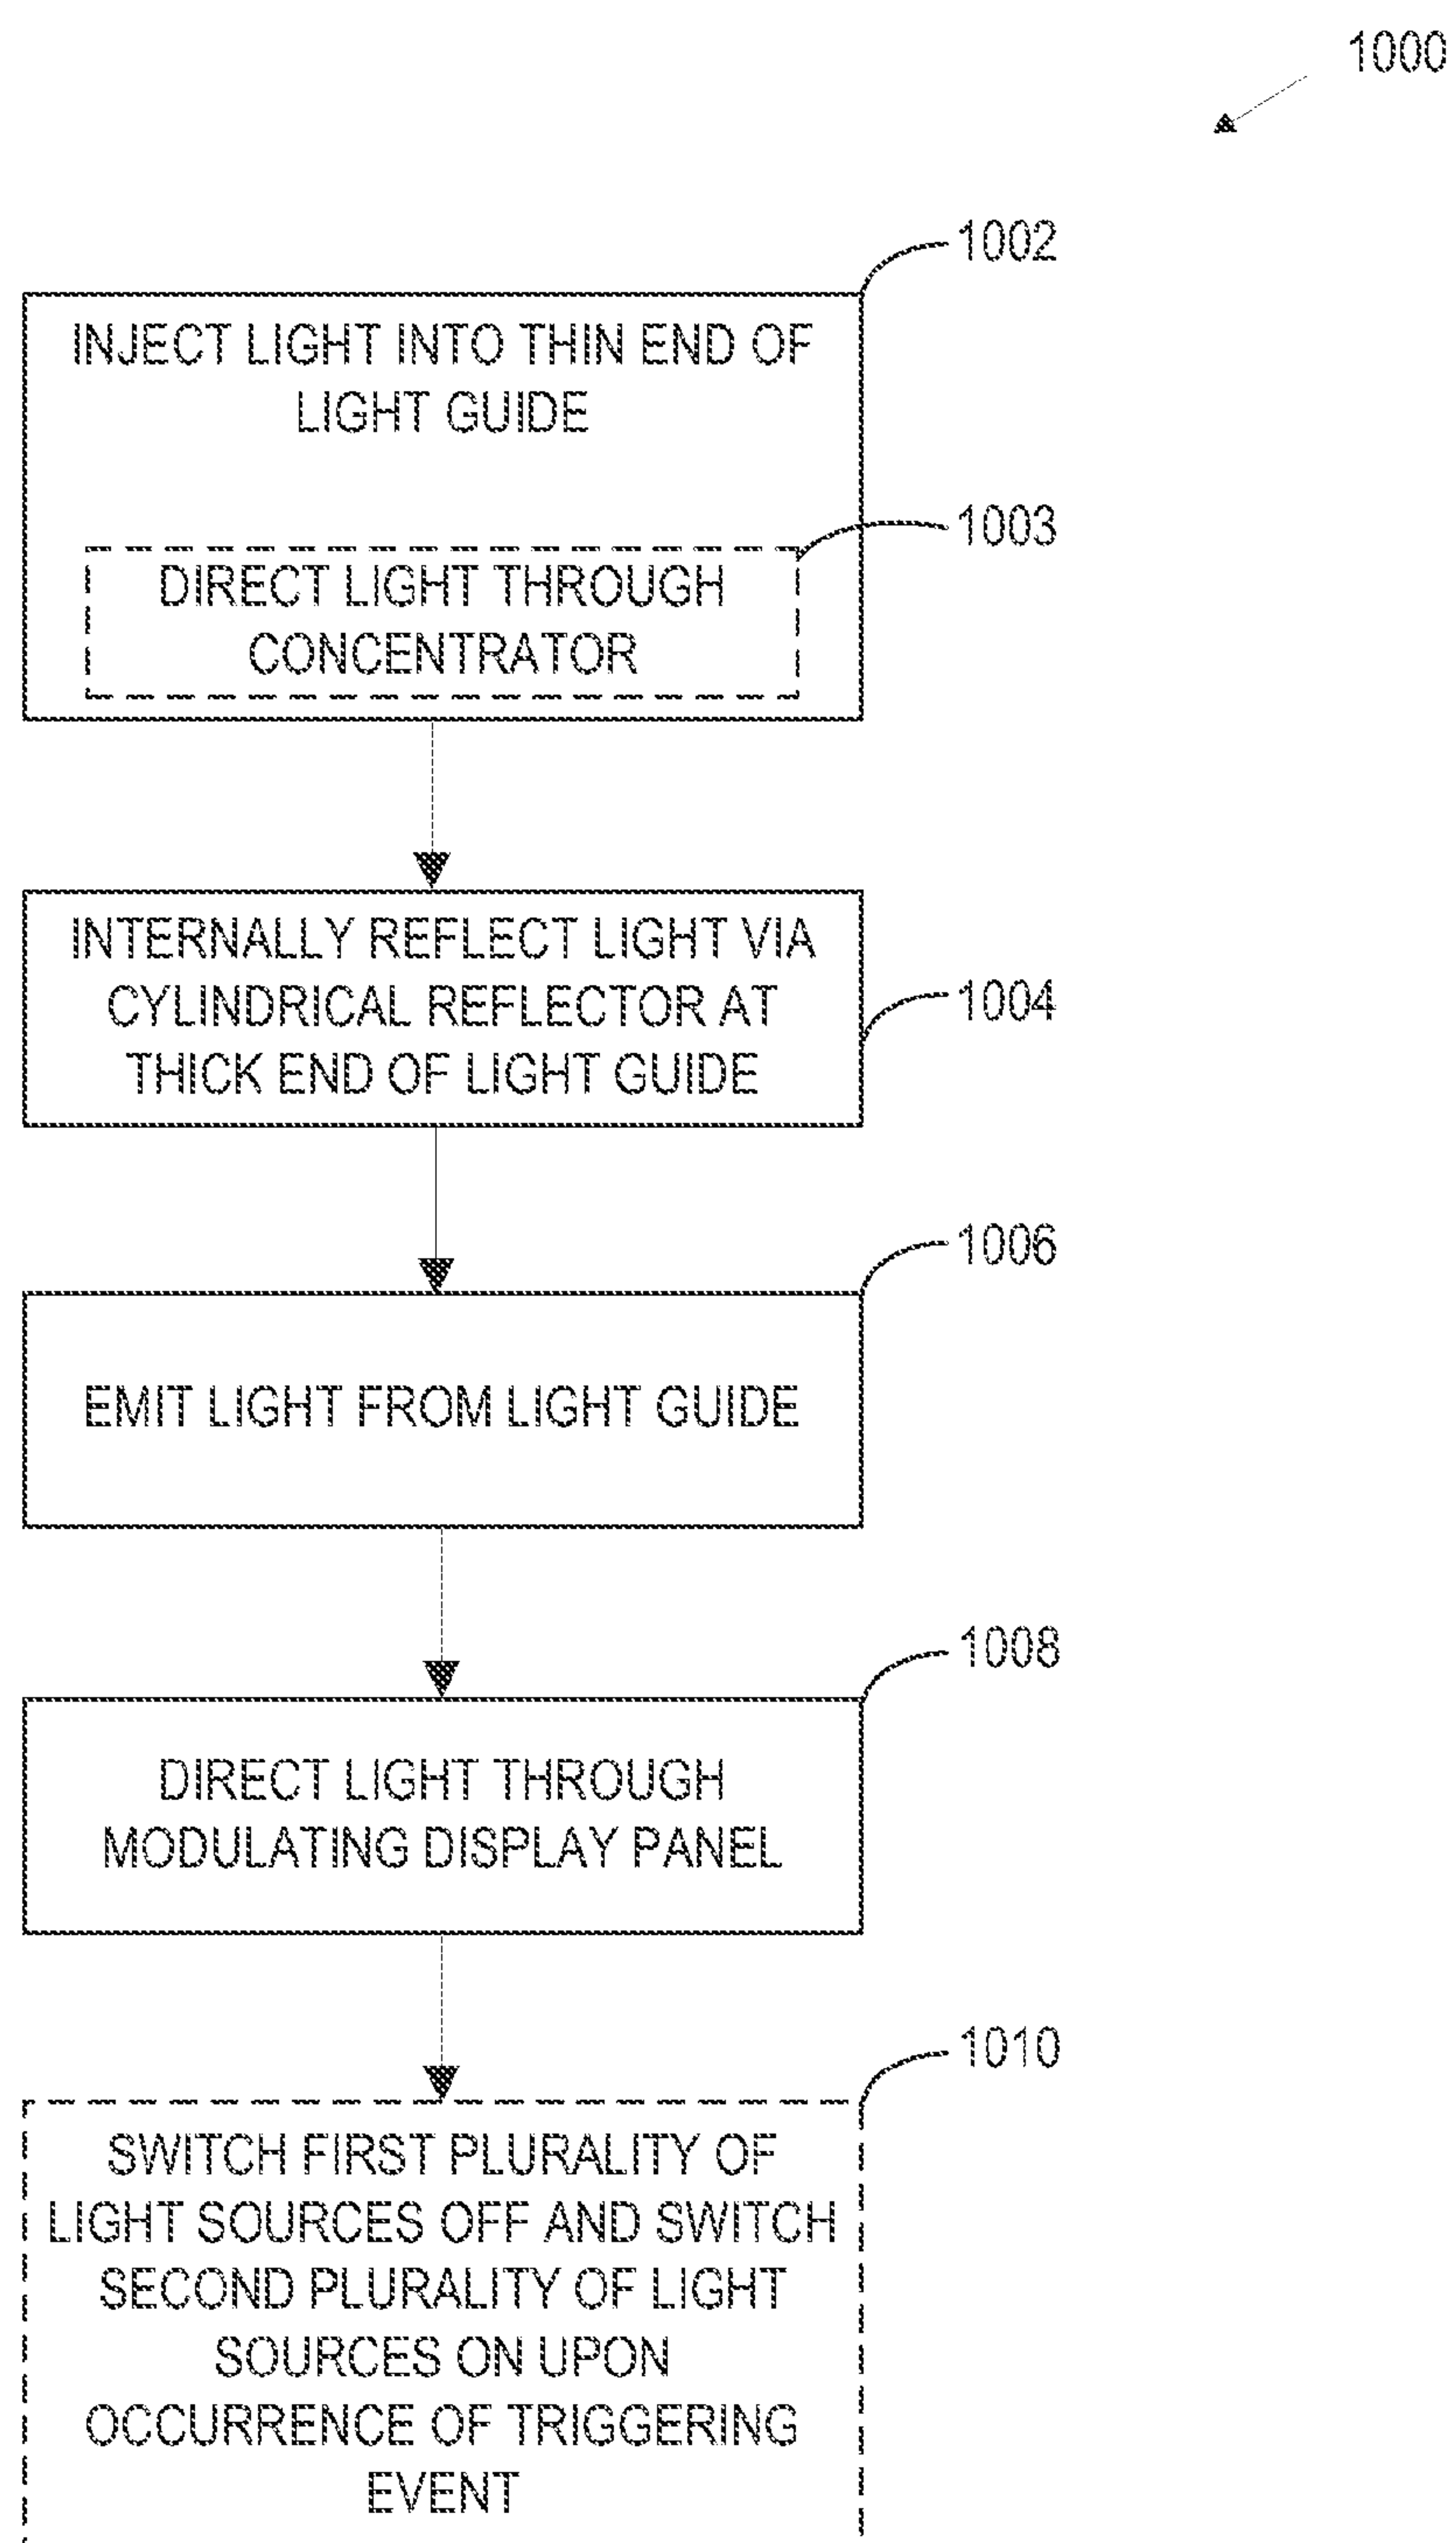 1000
1002
INJECT LIGHT INTO THIN END OF
LIGHT GUIDE
1003
DIRECT LIGHT THROUGH
CONCENTRATOR
INTERNALLY REFLECT LIGHT VIA
CYLINDRICAL REFLECTOR AT
1004
THICK END OF LIGHT GUIDE
1006
EMIT LIGHT FROM LIGHT GUIDE
1008
DIRECT LIGHT THROUGH
MODULATING DISPLAY PANEL
1010
SWITCH FIRST PLURALITY OF
LIGHT SOURCES OFF AND SWITCH
SECOND PLURALITY OF LIGHT
SOURCES ON UPON
OCCURRENCE OF TRIGGERING
EVENT